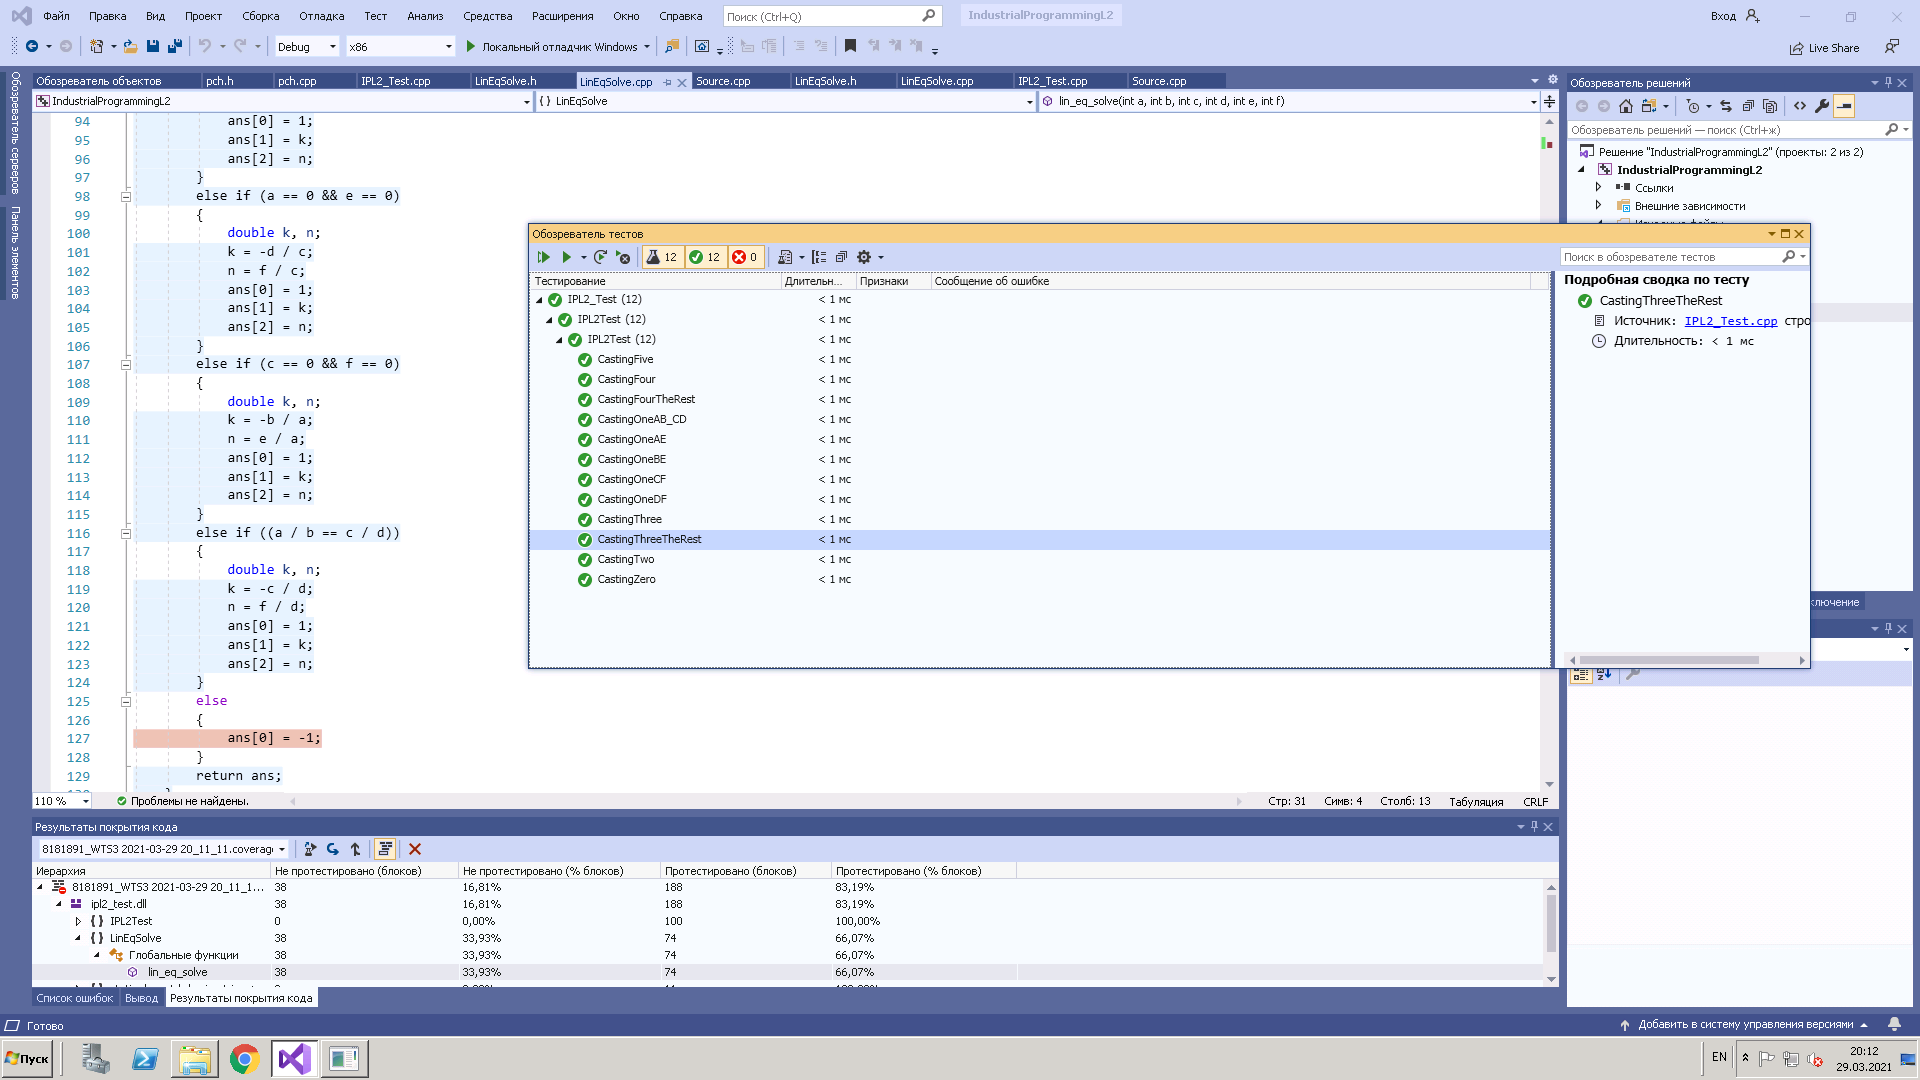 Файл Правка Вид Проект Сборка Отладка Тест Анализ Средства Расширения Окно Справка Поиск (Ctrl+Q) IndustrialProgrammingL2 Вход
Debug x86 Локальный отладчик Windows Live Share
Обозреватель серверов
Панель элементов
Обозреватель объектов pch.h pch.cpp IPL2_Test.cpp LinEqSolve.h LinEqSolve.cpp Source.cpp LinEqSolve.h LinEqSolve.cpp IPL2_Test.cpp Source.cpp
IndustrialProgrammingL2 { } LinEqSolve lin_eq_solve(int a, int b, int c, int d, int e, int f)
94 ans[0] = 1;
95 ans[1] = k;
96 ans[2] = n;
97 }
98 else if (a == 0 && e == 0)
99 {
100 double k, n;
101 k = -d / c;
102 n = f / c;
103 ans[0] = 1;
104 ans[1] = k;
105 ans[2] = n;
106 }
107 else if (c == 0 && f == 0)
108 {
109 double k, n;
110 k = -b / a;
111 n = e / a;
112 ans[0] = 1;
113 ans[1] = k;
114 ans[2] = n;
115 }
116 else if ((a / b == c / d))
117 {
118 double k, n;
119 k = -c / d;
120 n = f / d;
121 ans[0] = 1;
122 ans[1] = k;
123 ans[2] = n;
124 }
125 else
126 {
127 ans[0] = -1;
128 }
129 return ans;
110 % Проблемы не найдены. Стр: 31 Симв: 4 Столб: 13 Табуляция CRLF
Обозреватель решений
Обозреватель решений — поиск (Ctrl+ж)
Решение "IndustrialProgrammingL2" (проекты: 2 из 2)
IndustrialProgrammingL2
Ссылки
Внешние зависимости
Обозреватель тестов
12 12 0 Поиск в обозревателе тестов
Тестирование Длительн... Признаки Сообщение об ошибке
IPL2_Test (12) < 1 мс
IPL2Test (12) < 1 мс
IPL2Test (12) < 1 мс
CastingFive < 1 мс
CastingFour < 1 мс
CastingFourTheRest < 1 мс
CastingOneAB_CD < 1 мс
CastingOneAE < 1 мс
CastingOneBE < 1 мс
CastingOneCF < 1 мс
CastingOneDF < 1 мс
CastingThree < 1 мс
CastingThreeTheRest < 1 мс
CastingTwo < 1 мс
CastingZero < 1 мс
Подробная сводка по тесту
CastingThreeTheRest
Источник: IPL2_Test.cpp стро
Длительность: < 1 мс
ключение
Результаты покрытия кода
8181891_WTS3 2021-03-29 20_11_11.coverag
Иерархия Не протестировано (блоков) Не протестировано (% блоков) Протестировано (блоков) Протестировано (% блоков)
8181891_WTS3 2021-03-29 20_11_1... 38 16,81% 188 83,19%
ipl2_test.dll 38 16,81% 188 83,19%
{ } IPL2Test 0 0,00% 100 100,00%
{ } LinEqSolve 38 33,93% 74 66,07%
Глобальные функции 38 33,93% 74 66,07%
lin_eq_solve 38 33,93% 74 66,07%
Список ошибок Вывод Результаты покрытия кода
Готово Добавить в систему управления версиями
Пуск EN 20:12
29.03.2021